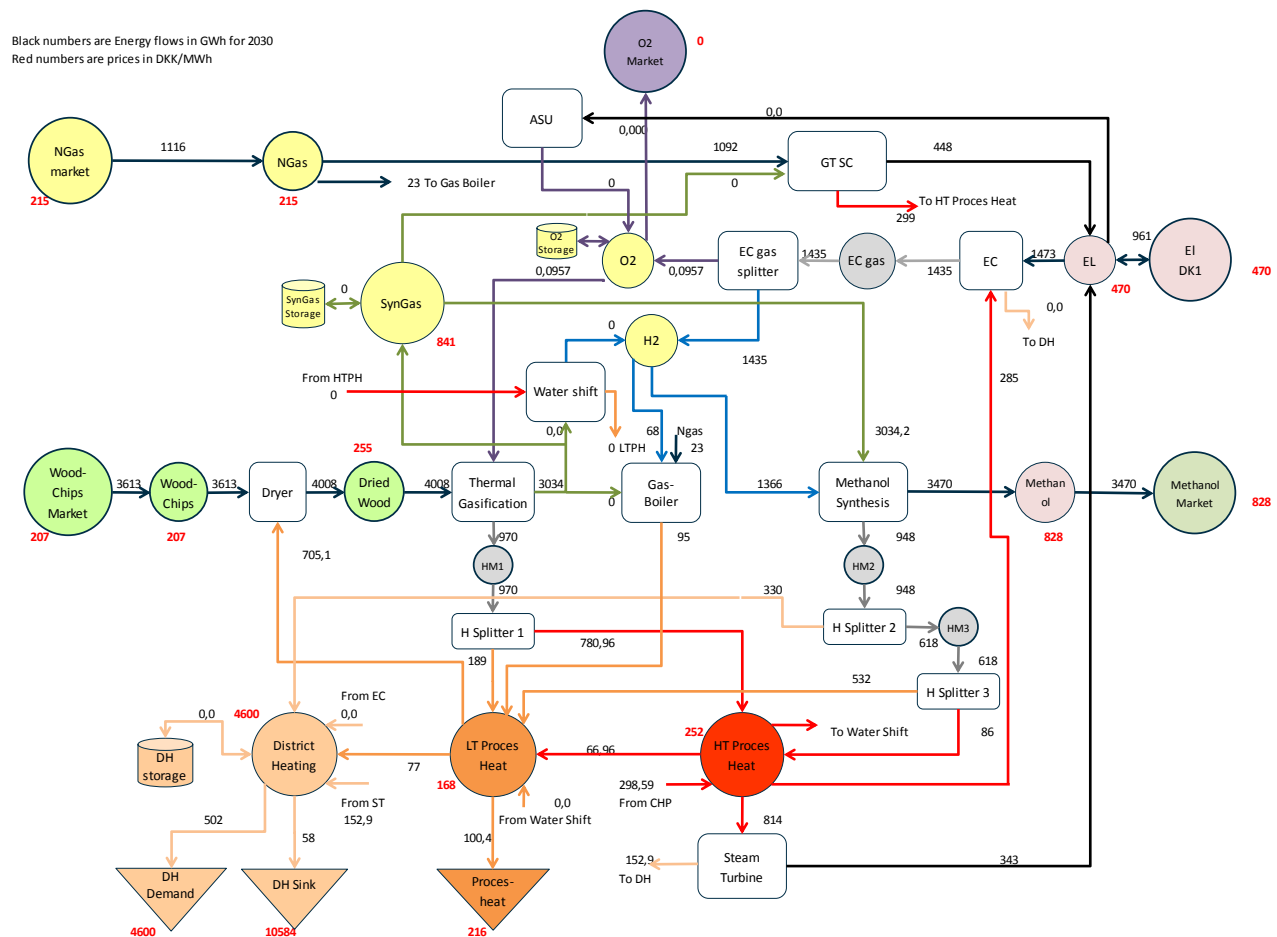 Black numbers are Energy flows in GWh for 2030
Red numbers are prices in DKK/MWh
O2
Market
0
ASU
0,0
0,000
NGas
market
215
1116
NGas
215
1092
23 To Gas Boiler
GT SC
448
0
0
To HT Proces Heat
299
O2
Storage
O2
0,0957
0,0957
EC gas
splitter
1435
EC gas
1435
EC
1473
EL
470
961
El
DK1
470
0,0
To DH
SynGas
Storage
0
SynGas
841
0
H2
1435
285
From HTPH
0
Water shift
0,0
0 LTPH
68
Ngas
23
3034,2
Wood-
Chips
Market
207
3613
Wood-
Chips
207
3613
Dryer
4008
255
Dried
Wood
4008
Thermal
Gasification
3034
0
Gas-
Boiler
1366
Methanol
Synthesis
3470
Methan
ol
828
3470
Methanol
Market
828
705,1
970
HM1
970
95
948
HM2
948
330
H Splitter 1
780,96
189
H Splitter 2
618
HM3
618
532
H Splitter 3
86
From EC
0,0
0,0
4600
DH
storage
District
Heating
77
LT Proces
Heat
168
66,96
252
HT Proces
Heat
To Water Shift
From ST
152,9
0,0
From Water Shift
298,59
From CHP
814
502
58
100,4
152,9
To DH
Steam
Turbine
343
DH
Demand
4600
DH Sink
10584
Proces-
heat
216